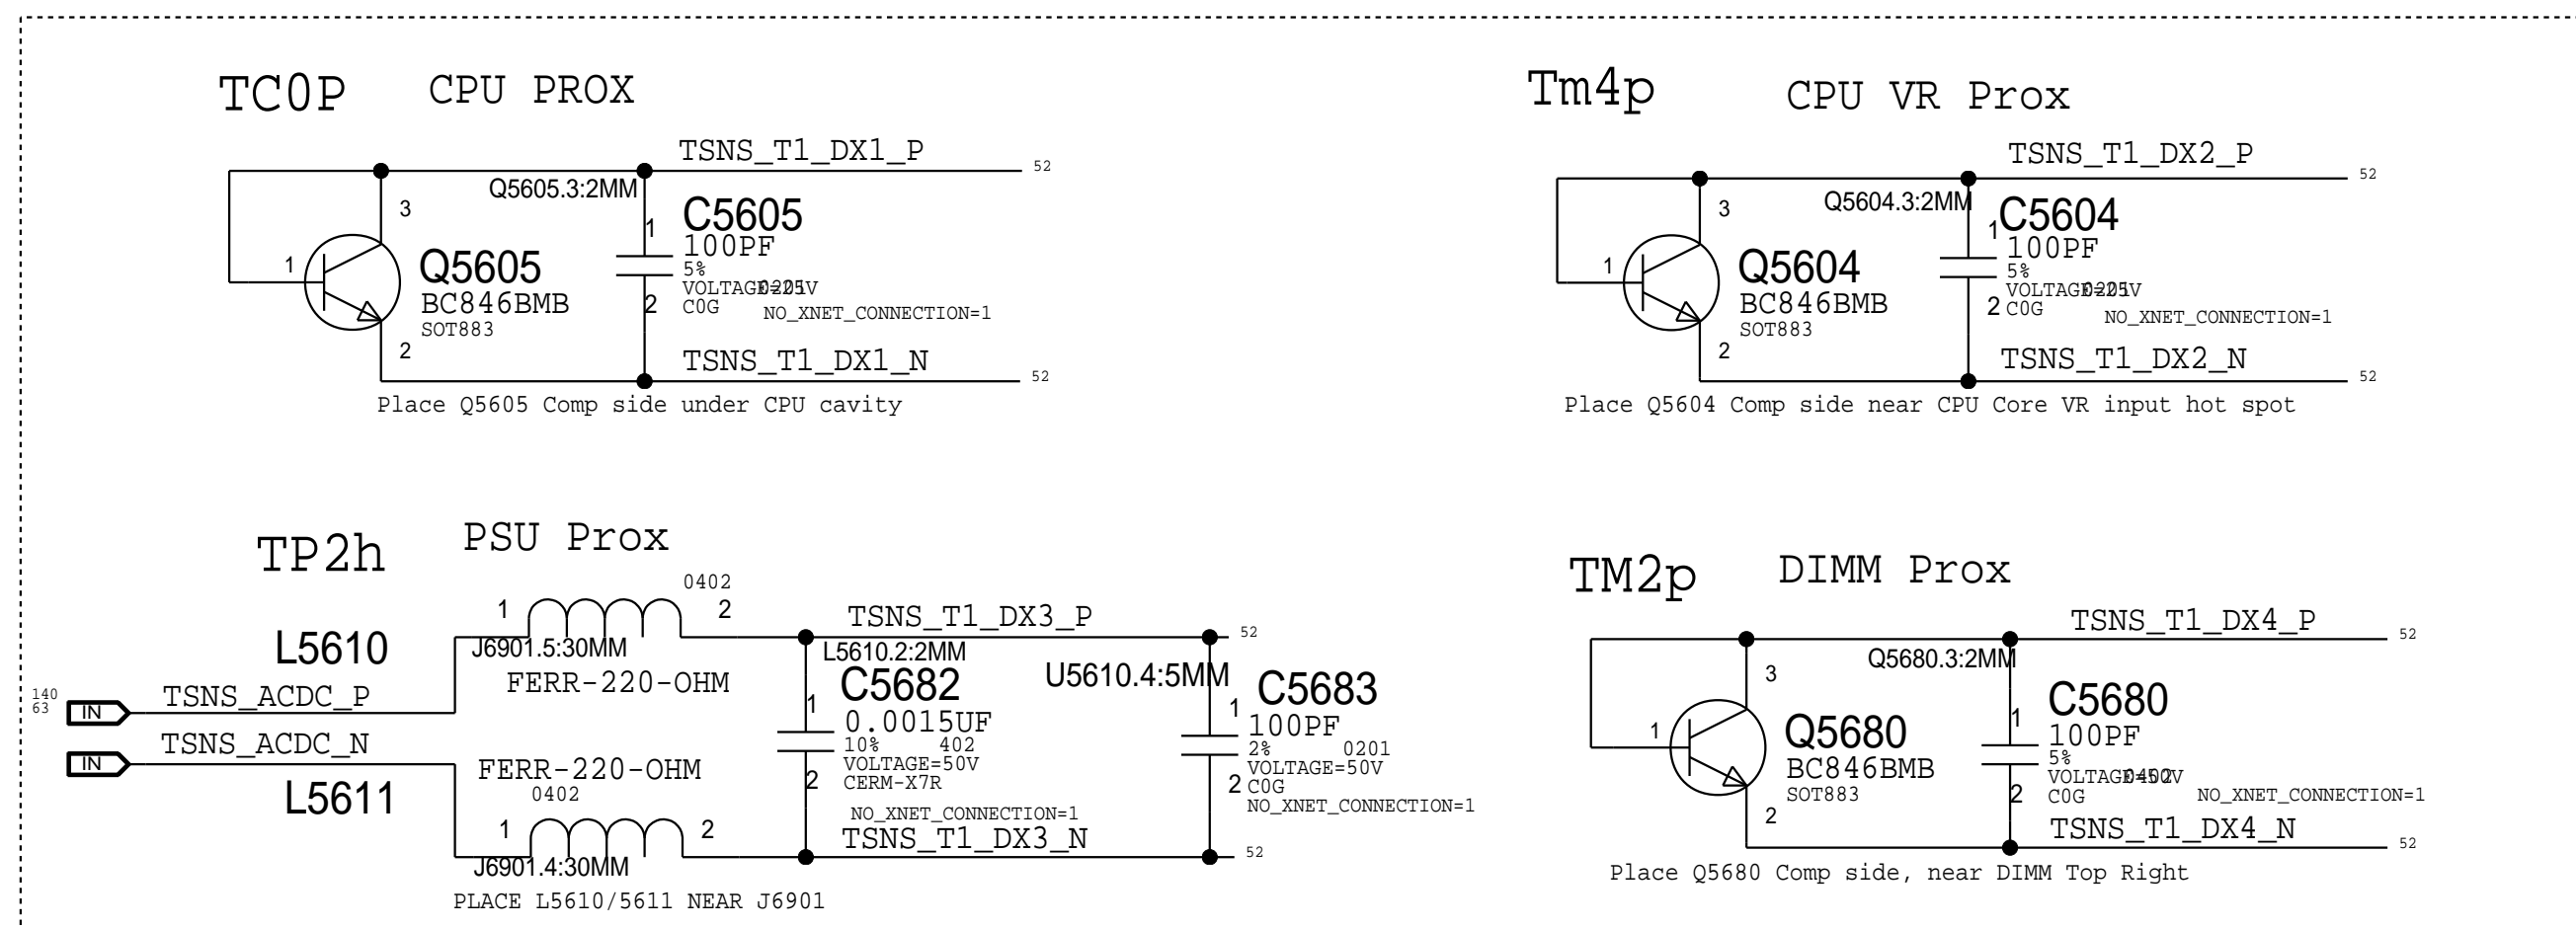 TC0P CPU PROX
TSNS_T1_DX1_P
52
Q5605.3:2MM
3
1
C5605
100PF
5%
VOLTAGE=25V
0201
C0G
NO_XNET_CONNECTION=1
2
1
Q5605
BC846BMB
SOT883
2
TSNS_T1_DX1_N
52
Place Q5605 Comp side under CPU cavity
Tm4p CPU VR Prox
TSNS_T1_DX2_P
52
Q5604.3:2MM
3
1
C5604
100PF
5%
VOLTAGE=25V
0201
C0G
NO_XNET_CONNECTION=1
2
1
Q5604
BC846BMB
SOT883
2
TSNS_T1_DX2_N
52
Place Q5604 Comp side near CPU Core VR input hot spot
TP2h PSU Prox
0402
1
2
L5610
J6901.5:30MM
FERR-220-OHM
TSNS_T1_DX3_P
52
L5610.2:2MM
U5610.4:5MM
140
63
IN
TSNS_ACDC_P
IN
TSNS_ACDC_N
L5611
FERR-220-OHM
0402
1
2
J6901.4:30MM
C5682
1
0.0015UF
10% 402
VOLTAGE=50V
CERM-X7R
2
NO_XNET_CONNECTION=1
TSNS_T1_DX3_N
52
C5683
1
100PF
2% 0201
VOLTAGE=50V
C0G
2
NO_XNET_CONNECTION=1
PLACE L5610/5611 NEAR J6901
TM2p DIMM Prox
TSNS_T1_DX4_P
52
Q5680.3:2MM
3
1
C5680
100PF
5%
VOLTAGE=50V
0402
C0G
NO_XNET_CONNECTION=1
2
1
Q5680
BC846BMB
SOT883
2
TSNS_T1_DX4_N
52
Place Q5680 Comp side, near DIMM Top Right